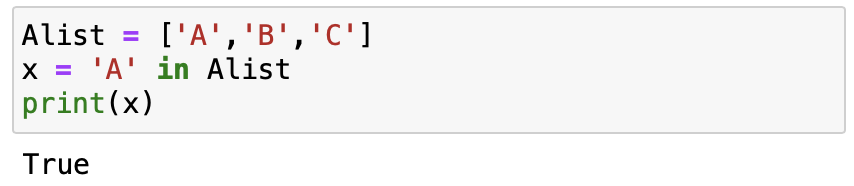 Alist = ['A','B','C']
x = 'A' in Alist
print(x)
True